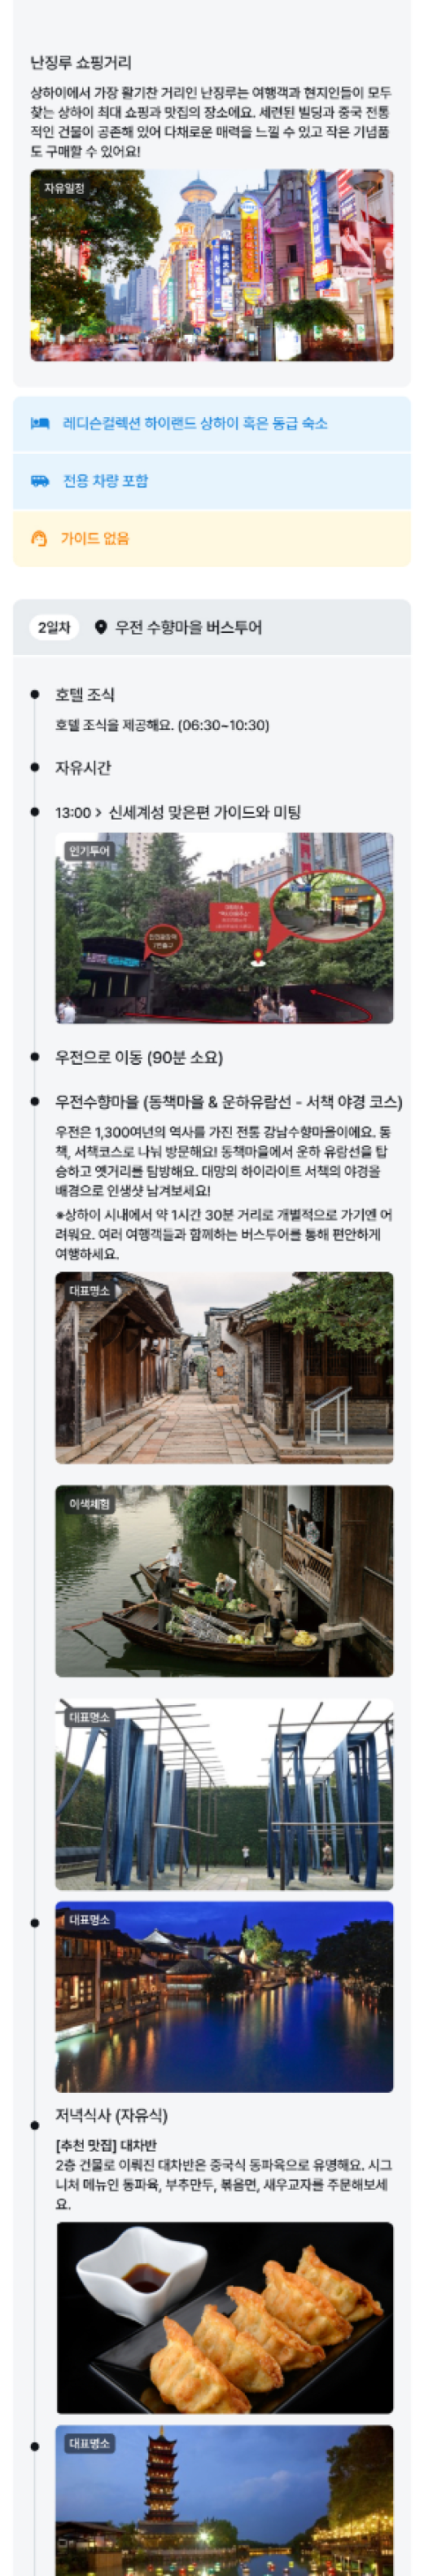 난징루 쇼핑거리
상하이에서 가장 활기찬 거리인 난징루는 여행객과 현지인들이 모두
찾는 상하이 최대 쇼핑과 맛집의 장소에요. 세련된 빌딩과 중국 전통
적인 건물이 공존해 있어 다채로운 매력을 느낄 수 있고 작은 기념품
도 구매할 수 있어요!
자유일정
레디슨컬렉션 하이랜드 상하이 혹은 동급 숙소
전용 차량 포함
가이드 없음
2일차 우전 수향마을 버스투어
호텔 조식
호텔 조식을 제공해요. (06:30~10:30)
자유시간
13:00 > 신세계성 맞은편 가이드와 미팅
인기투어
우전으로 이동 (90분 소요)
우전수향마을 (동책마을 & 운하유람선 - 서책 야경 코스)
우전은 1,300여년의 역사를 가진 전통 강남수향마을이에요. 동
책, 서책코스로 나눠 방문해요! 동책마을에서 운하 유람선을 탑
승하고 옛거리를 탐방해요. 대망의 하이라이트 서책의 야경을
배경으로 인생샷 남겨보세요!
※상하이 시내에서 약 1시간 30분 거리로 개별적으로 가기엔 어
려워요. 여러 여행객들과 함께하는 버스투어를 통해 편안하게
여행하세요.
대표명소
이색체험
대표명소
대표명소
저녁식사 (자유식)
[추천 맛집] 대차반
2층 건물로 이뤄진 대차반은 중국식 동파육으로 유명해요. 시그
니처 메뉴인 동파육, 부추만두, 볶음면, 새우교자를 주문해보세
요.
대표명소